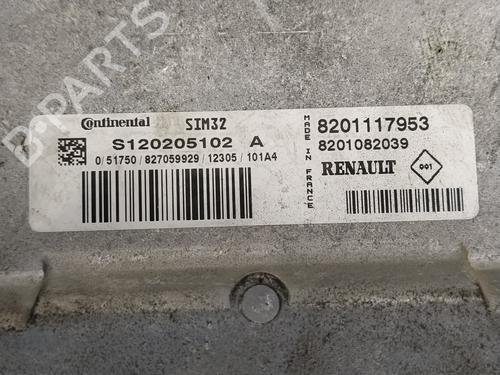 B-PARTS
Continental SIM32
S120205102 A
0/51750/827059929/12305/101A4
MADE IN FRANCE
8201117953
8201082039
RENAULT 001